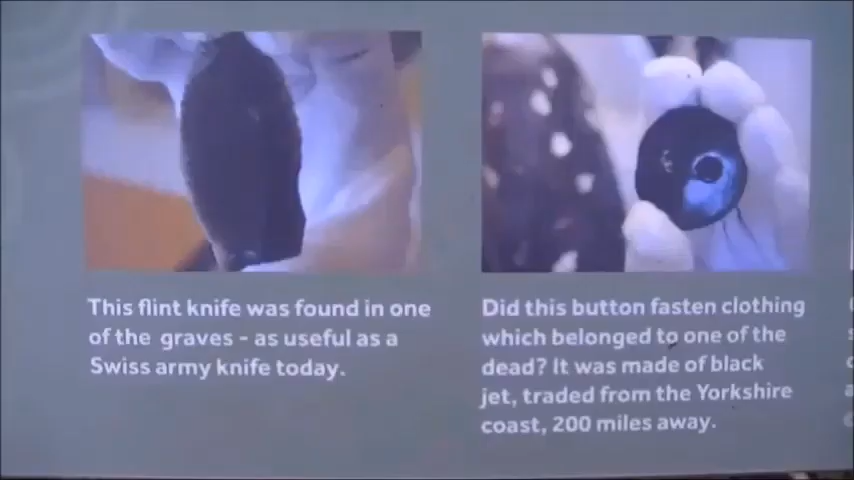 This flint knife was found in one
of the graves - as useful as a
Swiss army knife today.
Did this button fasten clothing
which belonged to one of the
dead? It was made of black
jet, traded from the Yorkshire
coast, 200 miles away.